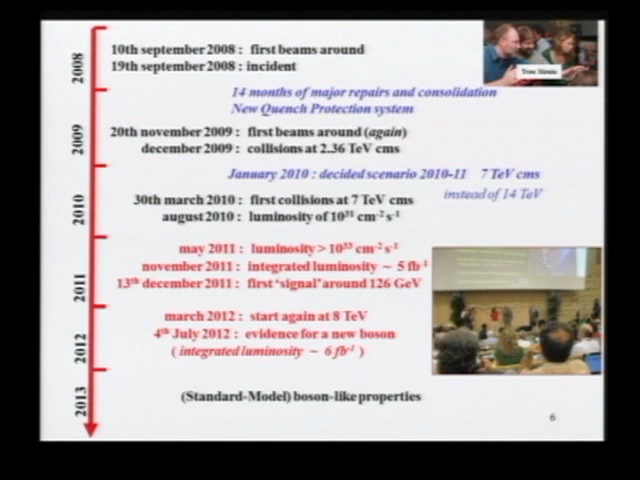 2008
10th september 2008 : first beams around
19th september 2008 : incident
14 months of major repairs and consolidation
New Quench Protection system
2009
20th november 2009 : first beams around (again)
december 2009 : collisions at 2.36 TeV cms
January 2010 : decided scenario 2010-11 7 TeV cms
instead of 14 TeV
2010
30th march 2010 : first collisions at 7 TeV cms
august 2010 : luminosity of 10³¹ cm⁻² s⁻¹
2011
may 2011 : luminosity > 10³³ cm⁻² s⁻¹
november 2011 : integrated luminosity ~ 5 fb⁻¹
13th december 2011 : first ‘signal’ around 126 GeV
2012
march 2012 : start again at 8 TeV
4th July 2012 : evidence for a new boson
( integrated luminosity ~ 6 fb⁻¹ )
2013
(Standard-Model) boson-like properties
6